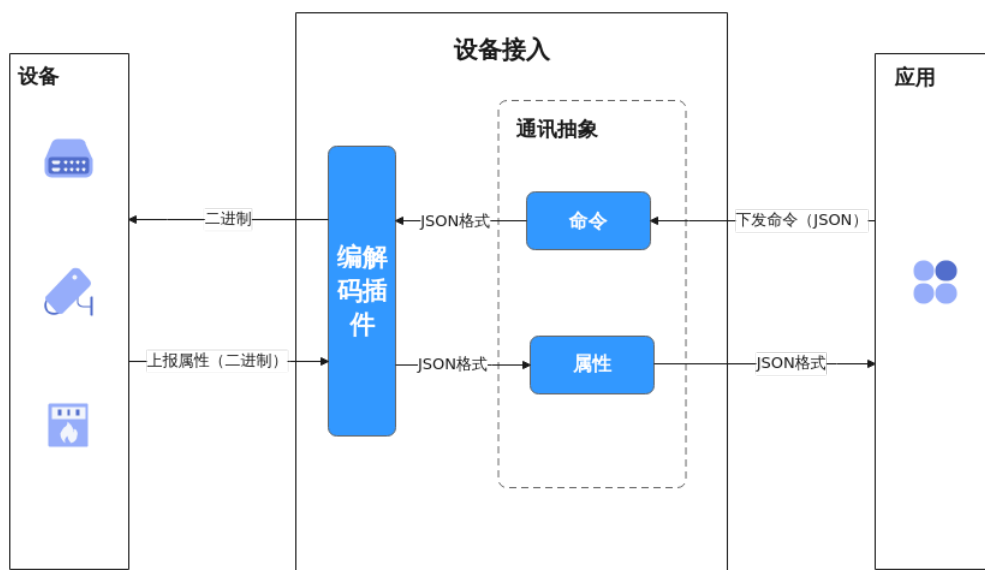 设备接入
设备
应用
通讯抽象
二进制
JSON格式
命令
下发命令（JSON）
编解
码插
件
上报属性（二进制）
JSON格式
属性
JSON格式